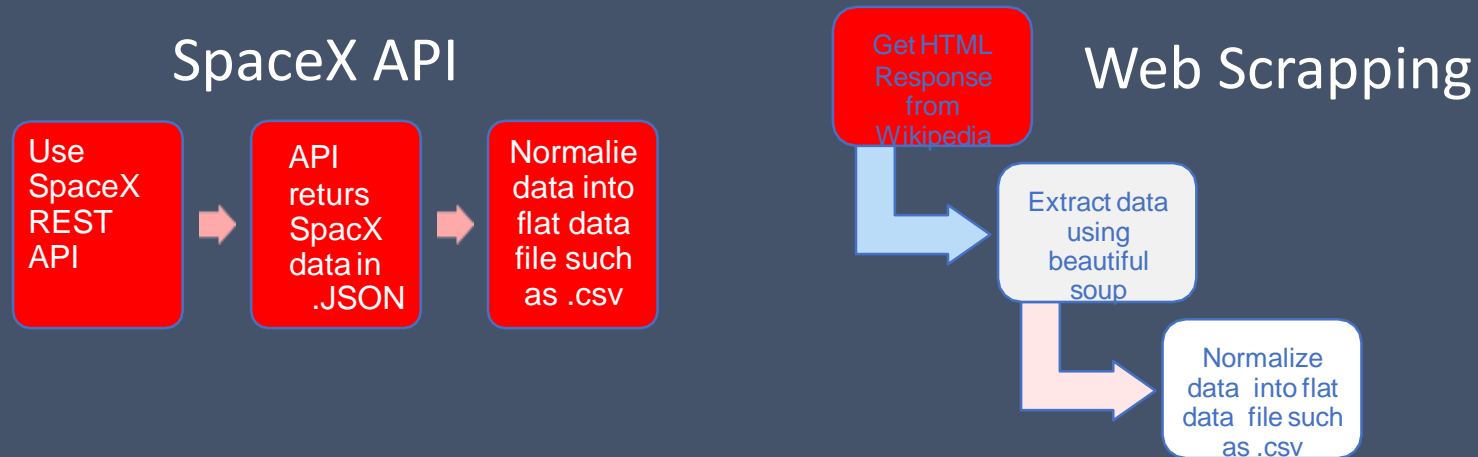 SpaceX API
Use
SpaceX
REST
API
API
returs
SpacX
data in
.JSON
Normalie
data into
flat data
file such
as .csv
Web Scrapping
Get HTML
Response
from
Wikipedia
Extract data
using
beautiful
soup
Normalize
data into flat
data file such
as .csv